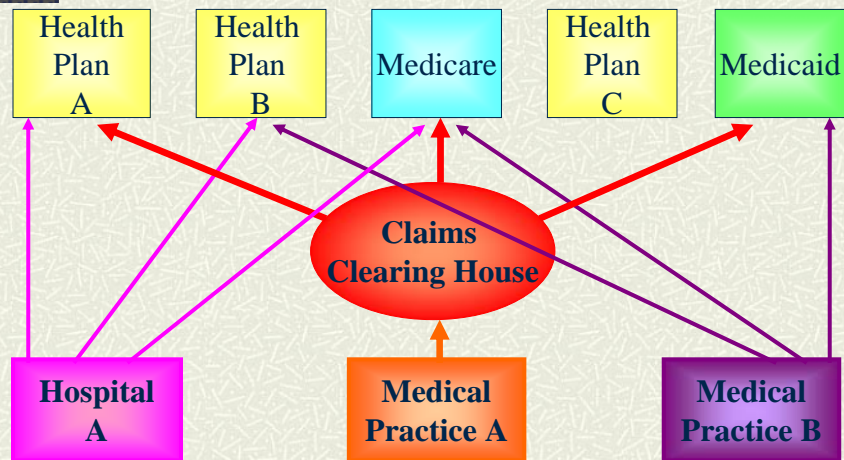 Health
Plan
A
Health
Plan
B
Medicare
Health
Plan
C
Medicaid
Claims
Clearing House
Hospital
A
Medical
Practice A
Medical
Practice B